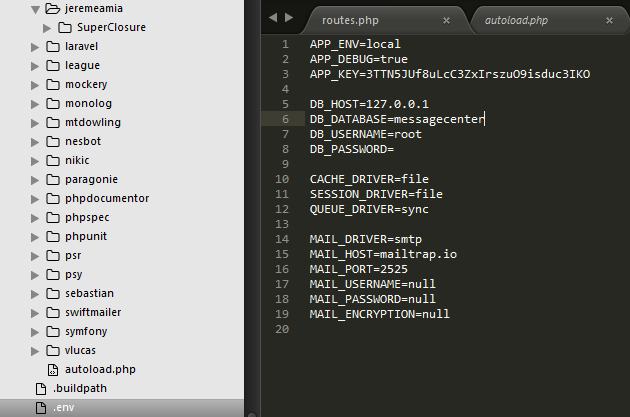 jeremeamia
SuperClosure
laravel
league
mockery
monolog
mtdowling
nesbot
nikic
paragonie
phpdocumentor
phpspec
phpunit
psr
psy
sebastian
swiftmailer
symfony
vlucas
autoload.php
.buildpath
.env
routes.php
autoload.php
1 APP_ENV=local
2 APP_DEBUG=true
3 APP_KEY=3TTN5JUf8uLcC3ZxIrszuO9isduc3IKO
4
5 DB_HOST=127.0.0.1
6 DB_DATABASE=messagecenter
7 DB_USERNAME=root
8 DB_PASSWORD=
9
10 CACHE_DRIVER=file
11 SESSION_DRIVER=file
12 QUEUE_DRIVER=sync
13
14 MAIL_DRIVER=smtp
15 MAIL_HOST=mailtrap.io
16 MAIL_PORT=2525
17 MAIL_USERNAME=null
18 MAIL_PASSWORD=null
19 MAIL_ENCRYPTION=null
20